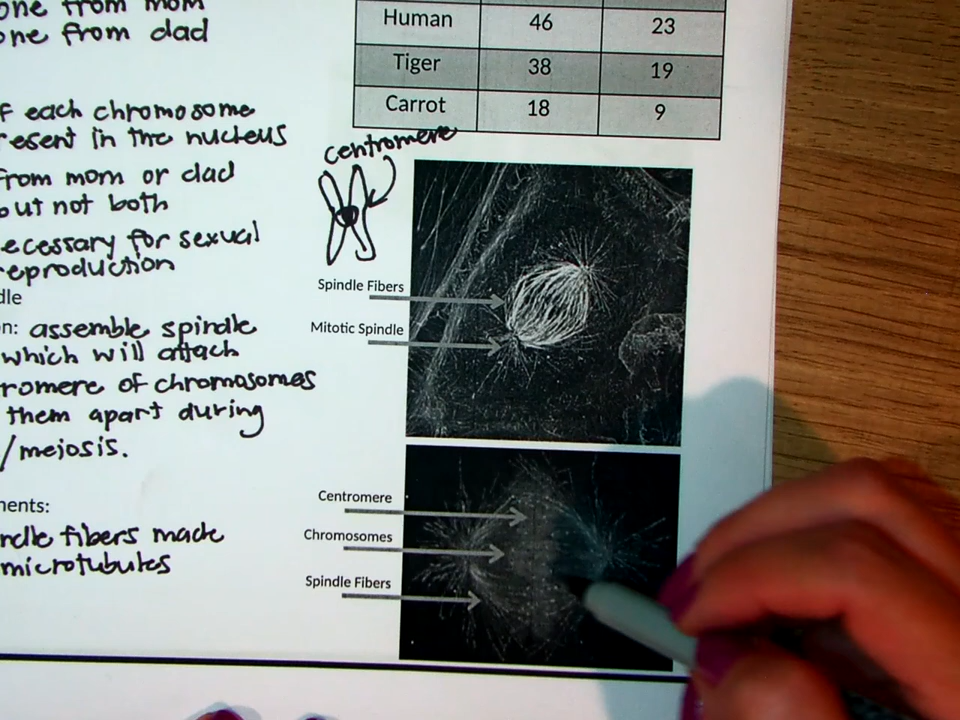 one from mom
one from dad
Human 46 23
Tiger 38 19
Carrot 18 9
f each chromosome
resent in the nucleus
from mom or dad
out not both
ecessary for sexual
reproduction
dle
n: assemble spindle
which will attach
romere of chromosomes
them apart during
/meiosis.
nents:
ndle fibers made
microtubules
centromere
Spindle Fibers
Mitotic Spindle
Centromere
Chromosomes
Spindle Fibers